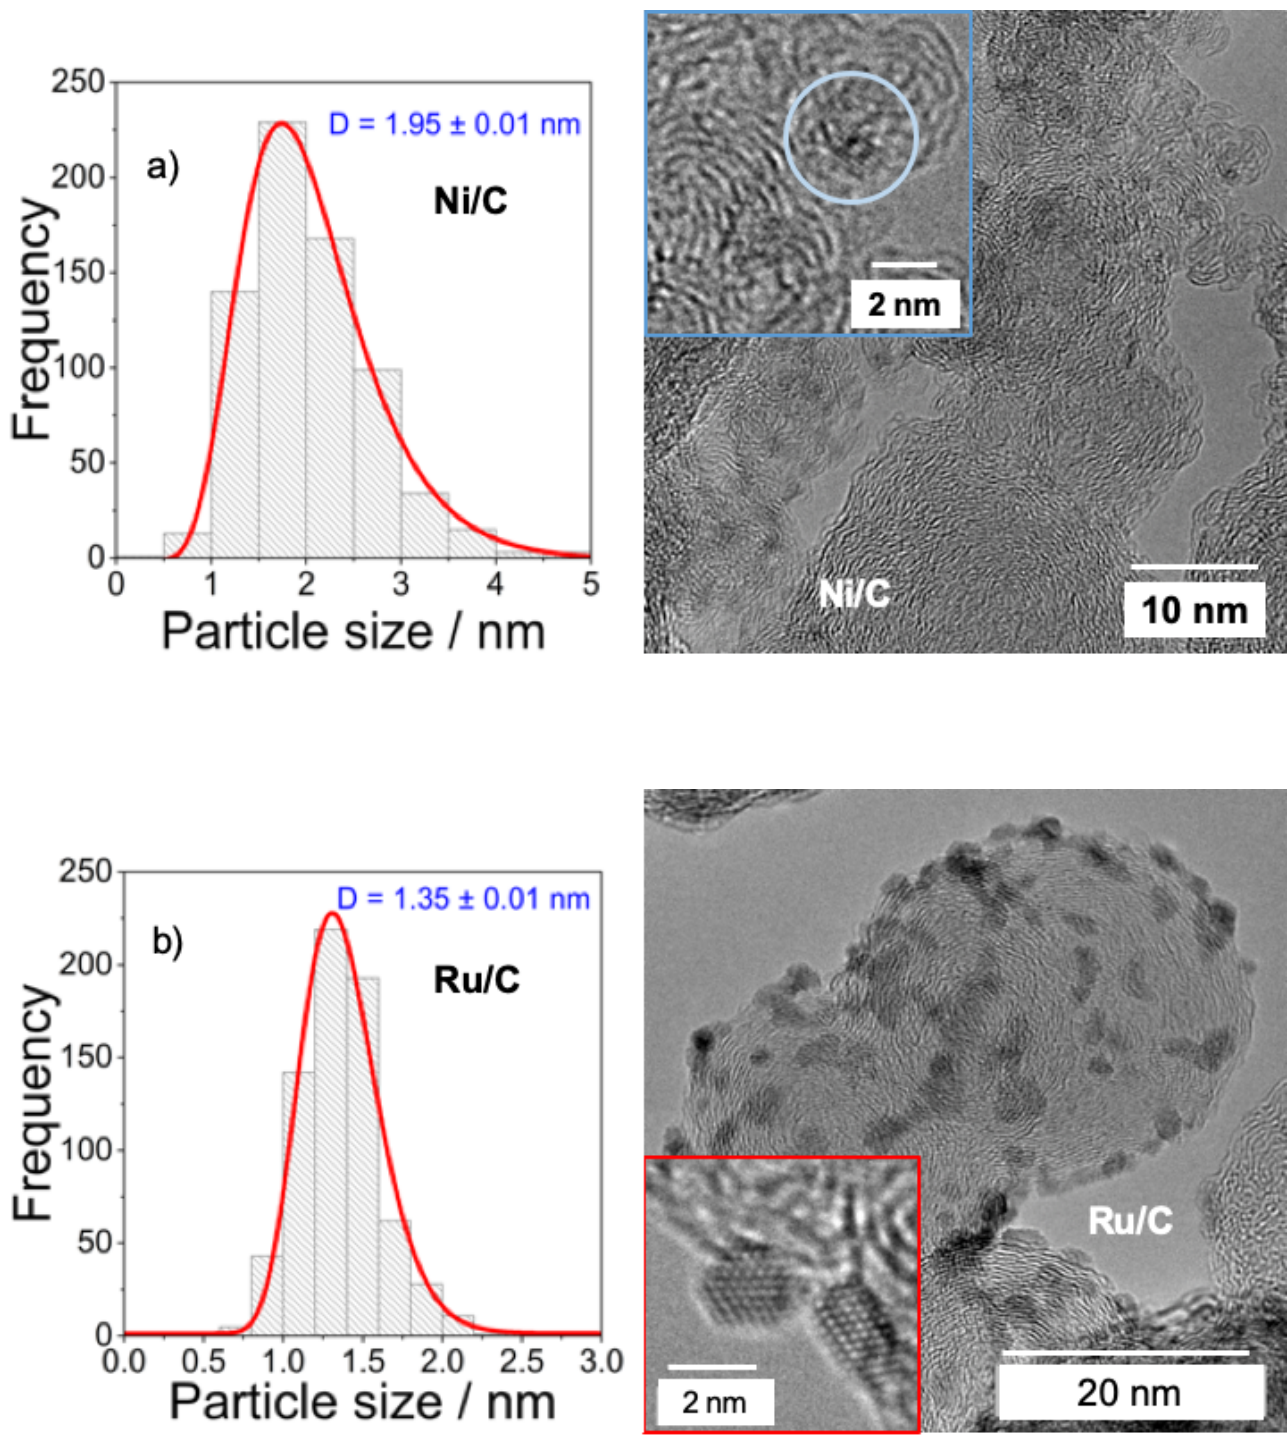 250
200
150
100
50
0
Frequency
a)
D = 1.95 ± 0.01 nm
Ni/C
0 1 2 3 4 5
Particle size / nm
2 nm
Ni/C
10 nm
250
200
150
100
50
0
Frequency
b)
D = 1.35 ± 0.01 nm
Ru/C
0.0 0.5 1.0 1.5 2.0 2.5 3.0
Particle size / nm
Ru/C
2 nm
20 nm